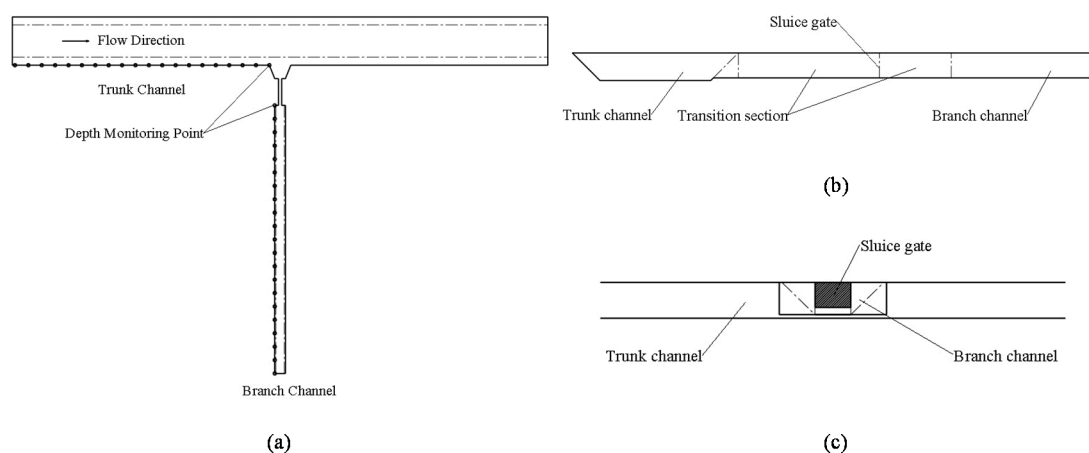 Flow Direction
Trunk Channel
Depth Monitoring Point
Branch Channel
(a)
Sluice gate
Trunk channel
Transition section
Branch channel
(b)
Sluice gate
Trunk channel
Branch channel
(c)